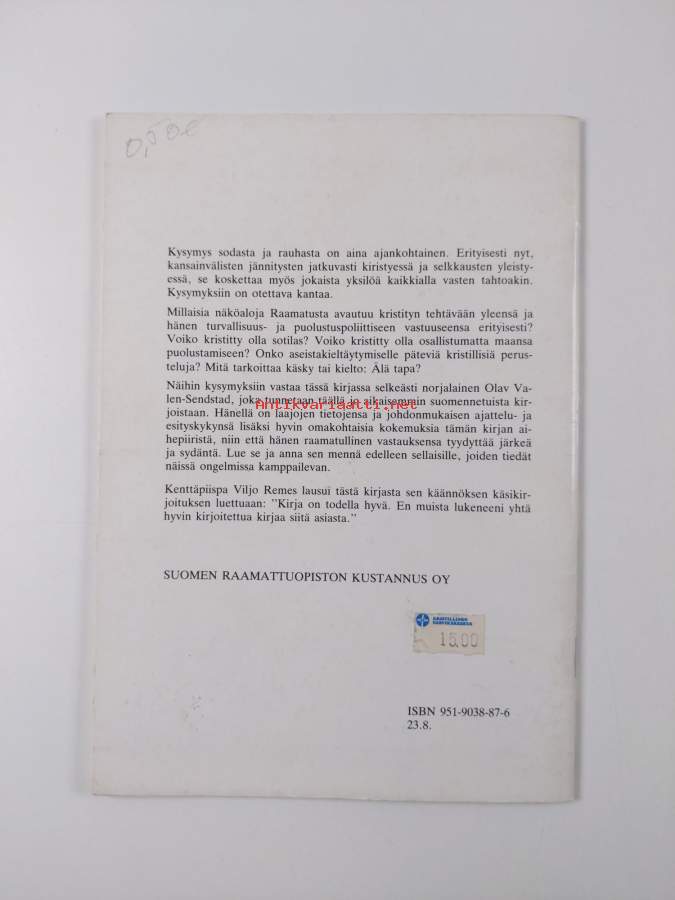 0,50€
Kysymys sodasta ja rauhasta on aina ajankohtainen. Erityisesti nyt,
kansainvälisten jännitysten jatkuvasti kiristyessä ja selkkausten yleisty-
essä, se koskettaa myös jokaista yksilöä kaikkialla vasten tahtoakin.
Kysymyksiin on otettava kantaa.
Millaisia näköaloja Raamatusta avautuu kristityn tehtävään yleensä ja
hänen turvallisuus- ja puolustuspoliittiseen vastuuseensa erityisesti?
Voiko kristitty olla sotilas? Voiko kristitty olla osallistumatta maansa
puolustamiseen? Onko aseistakieltäytymiselle päteviä kristillisiä perus-
teluja? Mitä tarkoittaa käsky tai kielto: Älä tapa?
Näihin kysymyksiin vastaa tässä kirjassa selkeästi norjalainen Olav Va-
len-Sendstad, joka tunnetaan täällä jo aikaisemmin suomennetuista kir-
joistaan. Hänellä on laajojen tietojensa ja johdonmukaisen ajattelu- ja
esityskykynsä lisäksi hyvin omakohtaisia kokemuksia tämän kirjan ai-
hepiiristä, niin että hänen raamatullinen vastauksensa tyydyttää järkeä
ja sydäntä. Lue se ja anna sen mennä edelleen sellaisille, joiden tiedät
näissä ongelmissa kamppailevan.
Kenttäpiispa Viljo Remes lausui tästä kirjasta sen käännöksen käsikir-
joituksen luettuaan: "Kirja on todella hyvä. En muista lukeneeni yhtä
hyvin kirjoitettua kirjaa siitä asiasta."
SUOMEN RAAMATTUOPISTON KUSTANNUS OY
KRISTILLINEN
KIRJAKAUPPA
15.00
ISBN 951-9038-87-6
23.8.
Antikvariaatti.net